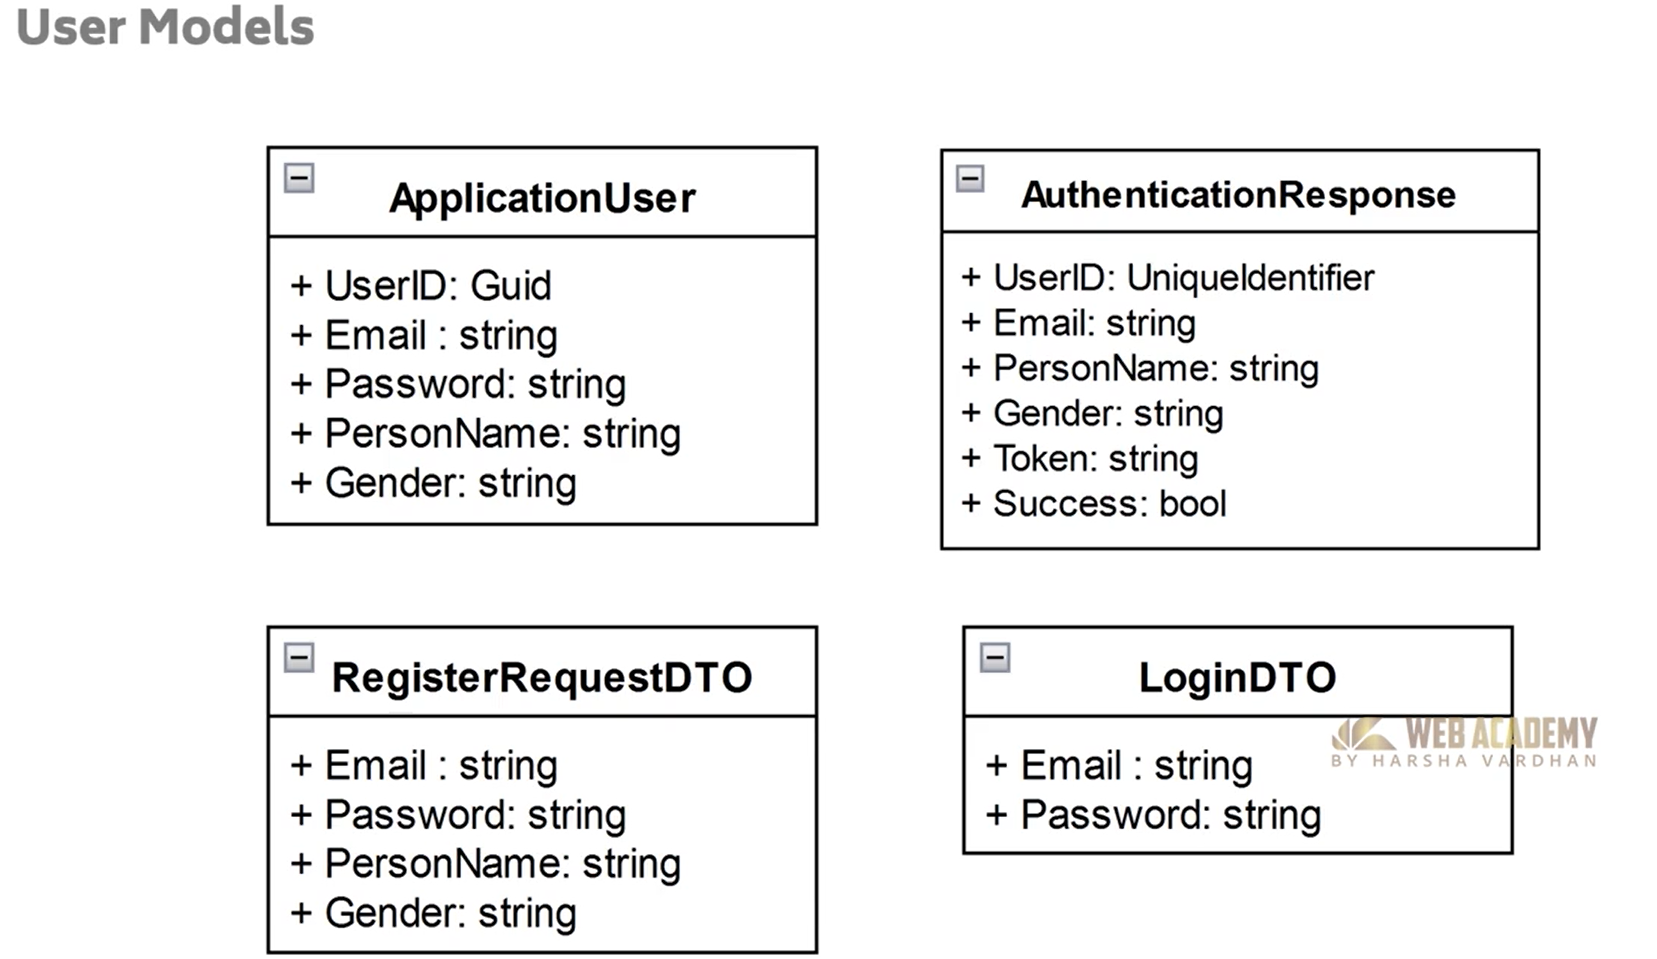 User Models
ApplicationUser
+ UserID: Guid
+ Email : string
+ Password: string
+ PersonName: string
+ Gender: string
AuthenticationResponse
+ UserID: UniqueIdentifier
+ Email: string
+ PersonName: string
+ Gender: string
+ Token: string
+ Success: bool
RegisterRequestDTO
+ Email : string
+ Password: string
+ PersonName: string
+ Gender: string
LoginDTO
+ Email : string
+ Password: string
WEB ACADEMY
BY HARSHA VARDHAN